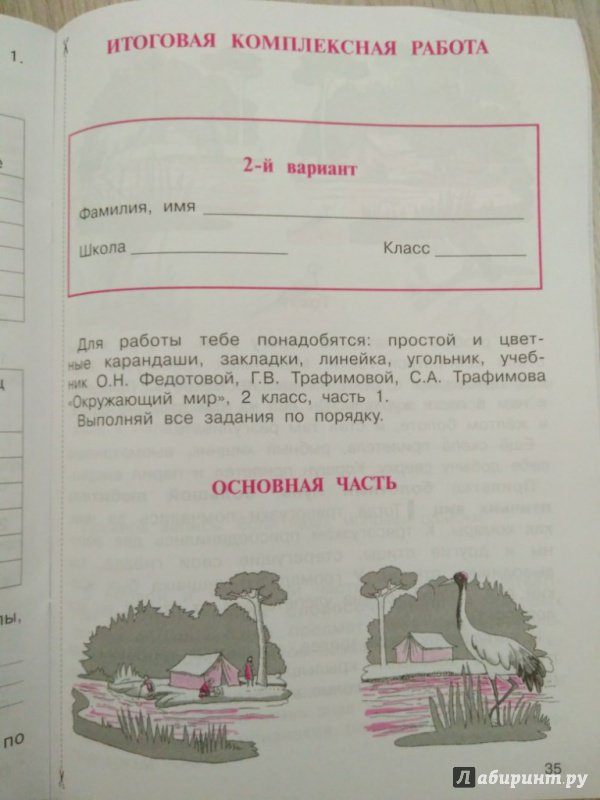 1.
ИТОГОВАЯ КОМПЛЕКСНАЯ РАБОТА
2-й вариант
Фамилия, имя
Школа Класс
Для работы тебе понадобятся: простой и цвет-
ные карандаши, закладки, линейка, угольник, учеб-
ник О.Н. Федотовой, Г.В. Трафимовой, С.А. Трафимова
«Окружающий мир», 2 класс, часть 1.
Выполняй все задания по порядку.
ОСНОВНАЯ ЧАСТЬ
по
35
Лабиринт.ру